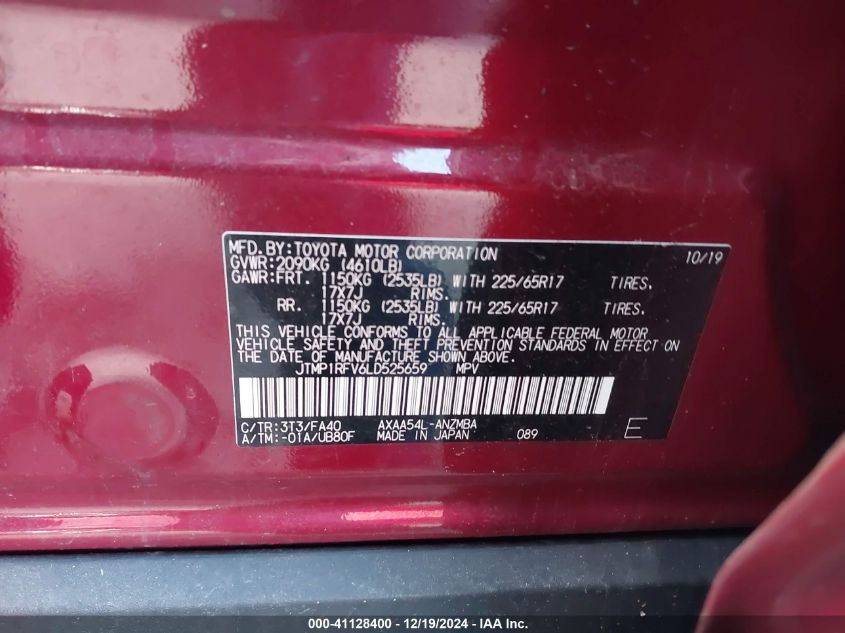 MFD.BY:TOYOTA MOTOR CORPORATION 10/19
GVWR:2090KG (4610LB)
GAWR:FRT. 1150KG (2535LB) WITH 225/65R17 TIRES.
17X7J RIMS.
RR. 1150KG (2535LB) WITH 225/65R17 TIRES.
17X7J RIMS.
THIS VEHICLE CONFORMS TO ALL APPLICABLE FEDERAL MOTOR
VEHICLE SAFETY AND THEFT PREVENTION STANDARDS IN EFFECT ON
THE DATE OF MANUFACTURE SHOWN ABOVE.
JTMP1RFV6LD525659 MPV
C/TR:3T3/FA40 AXAA54L-ANZMBA
A/TM:-01A/UB80F MADE IN JAPAN 089 E
000-41128400 - 12/19/2024 - IAA Inc.